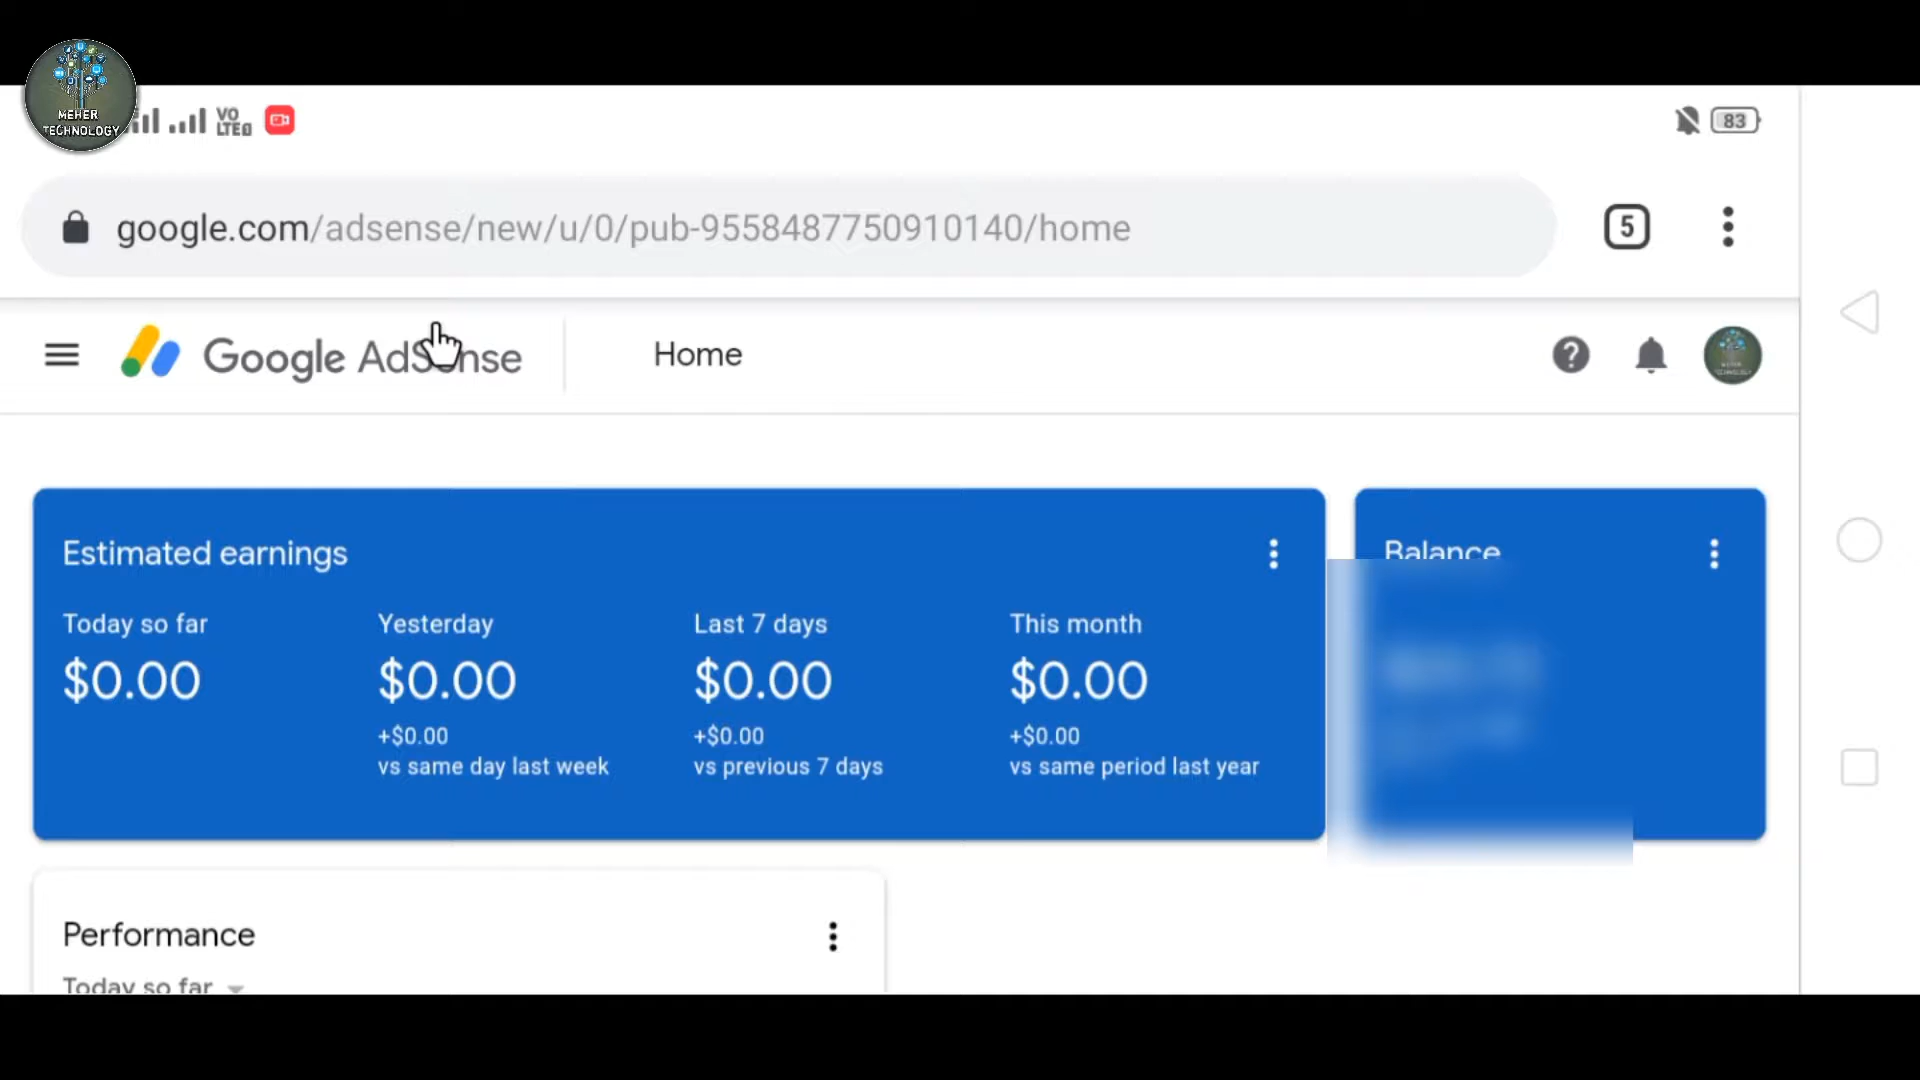 MEHER
TECHNOLOGY
VO
LTE
83
google.com/adsense/new/u/0/pub-9558487750910140/home
5
Google AdSense
Home
Estimated earnings
Balance
Today so far
Yesterday
Last 7 days
This month
$0.00
$0.00
$0.00
$0.00
+$0.00
+$0.00
+$0.00
vs same day last week
vs previous 7 days
vs same period last year
Performance
Today so far